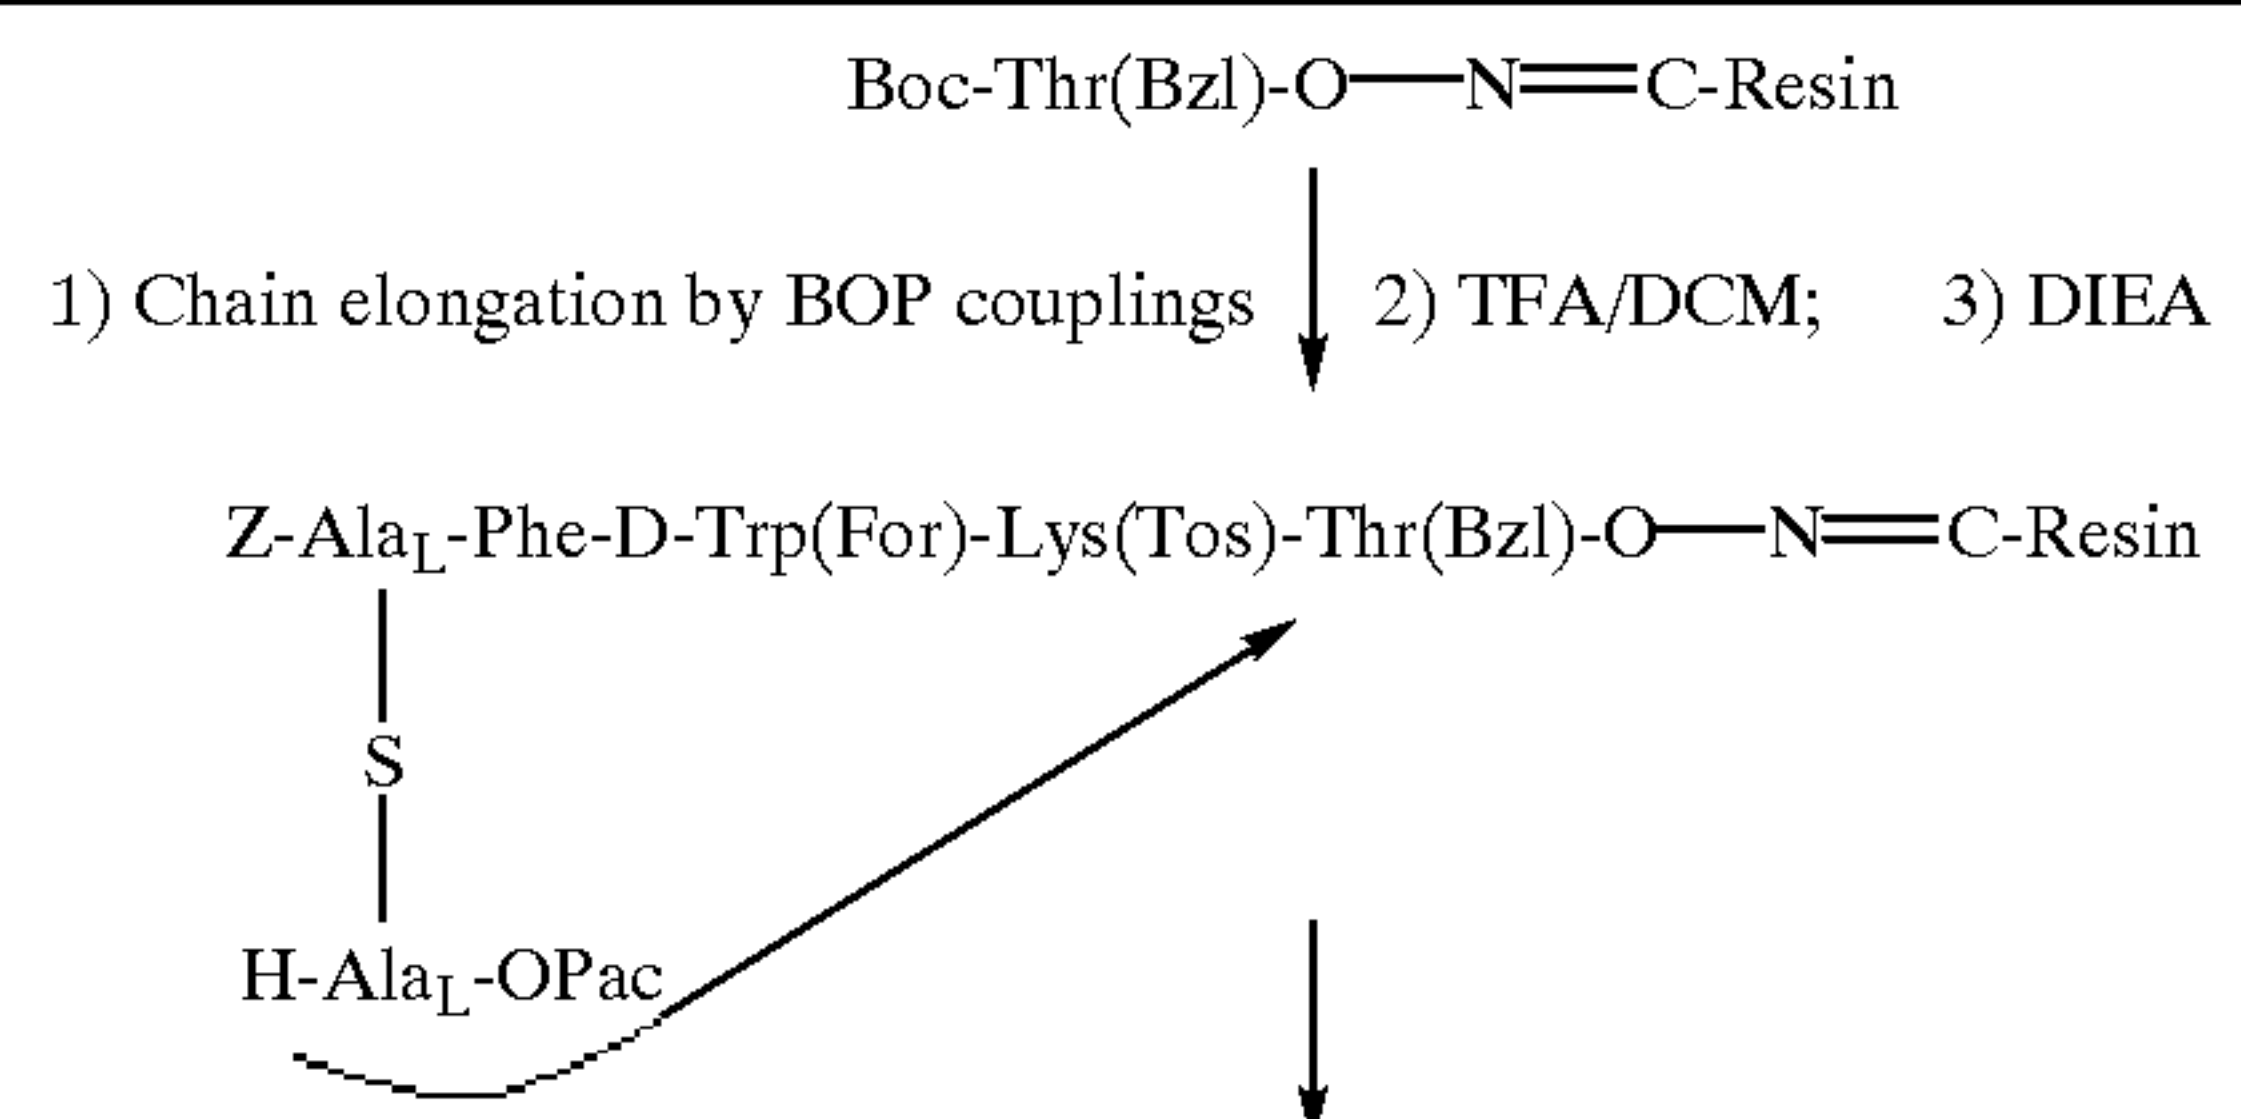 Boc-Thr(Bzl)-O—N=C-Resin
1) Chain elongation by BOP couplings 2) TFA/DCM; 3) DIEA
Z-AlaL-Phe-D-Trp(For)-Lys(Tos)-Thr(Bzl)-O—N=C-Resin
S
H-AlaL-OPac